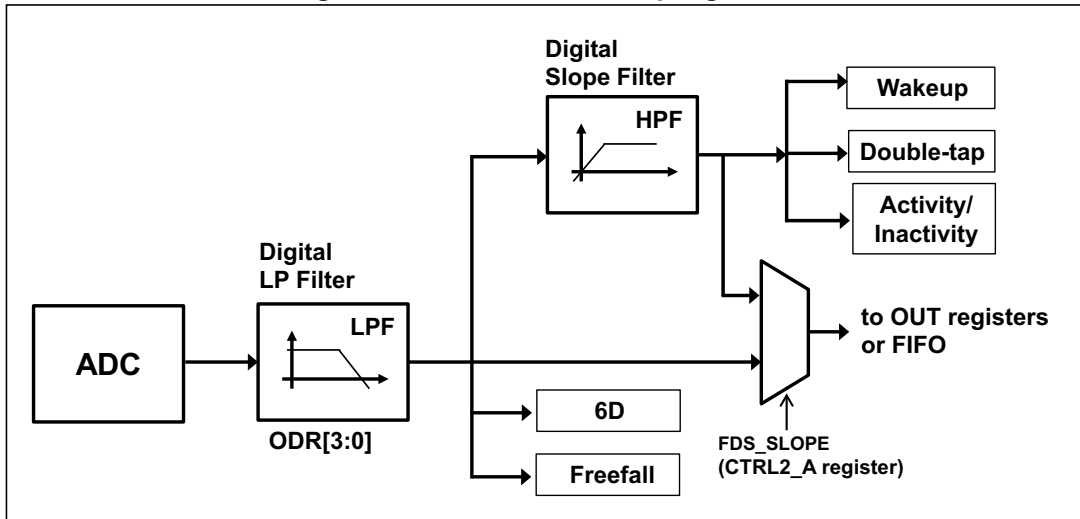 Digital
Slope Filter
HPF
Wakeup
Double-tap
Activity/
Inactivity
Digital
LP Filter
LPF
ADC
ODR[3:0]
to OUT registers
or FIFO
6D
FDS_SLOPE
(CTRL2_A register)
Freefall